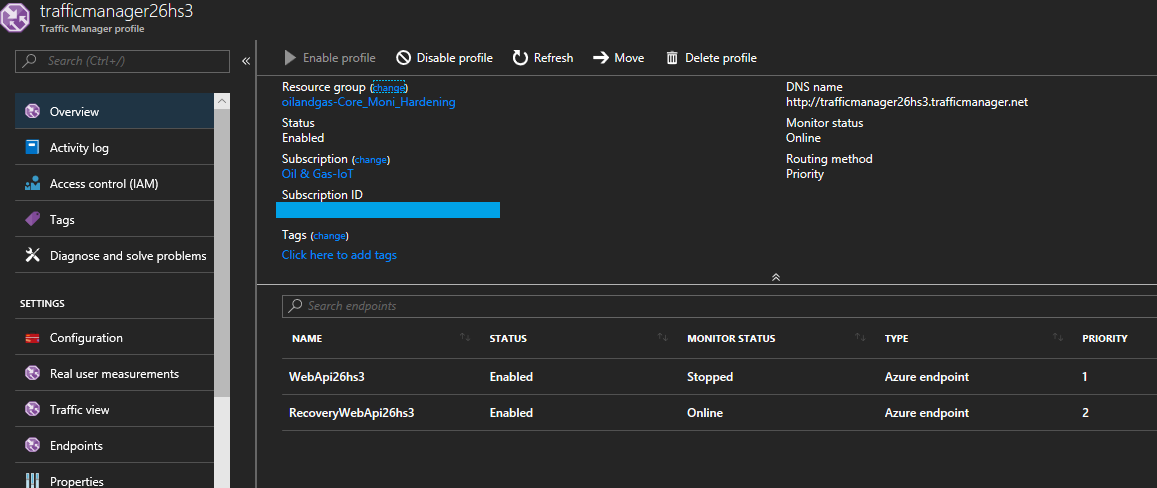 trafficmanager26hs3
Traffic Manager profile
Search (Ctrl+/)
«
Overview
Activity log
Access control (IAM)
Tags
Diagnose and solve problems
SETTINGS
Configuration
Real user measurements
Traffic view
Endpoints
Properties
Enable profile Disable profile Refresh Move Delete profile
Resource group (change)
oilandgas-Core_Moni_Hardening
Status
Enabled
Subscription (change)
Oil & Gas-IoT
Subscription ID
Tags (change)
Click here to add tags
DNS name
http://trafficmanager26hs3.trafficmanager.net
Monitor status
Online
Routing method
Priority
Search endpoints
NAME STATUS MONITOR STATUS TYPE PRIORITY
WebApi26hs3 Enabled Stopped Azure endpoint 1
RecoveryWebApi26hs3 Enabled Online Azure endpoint 2